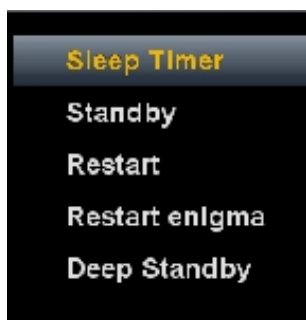 Sleep Timer
Standby
Restart
Restart enigma
Deep Standby